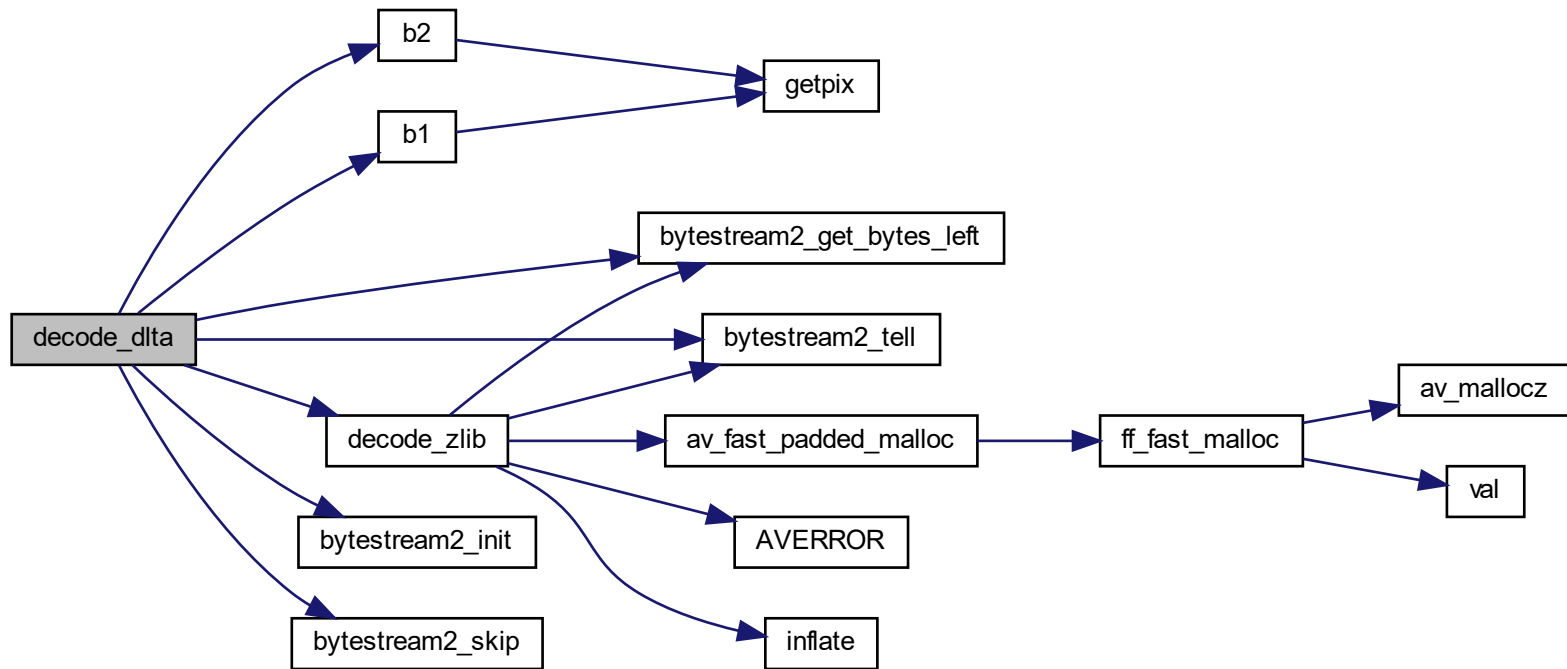 b2
getpix
b1
bytestream2_get_bytes_left
decode_dlta
bytestream2_tell
av_mallocz
decode_zlib
av_fast_padded_malloc
ff_fast_malloc
val
bytestream2_init
AVERROR
bytestream2_skip
inflate